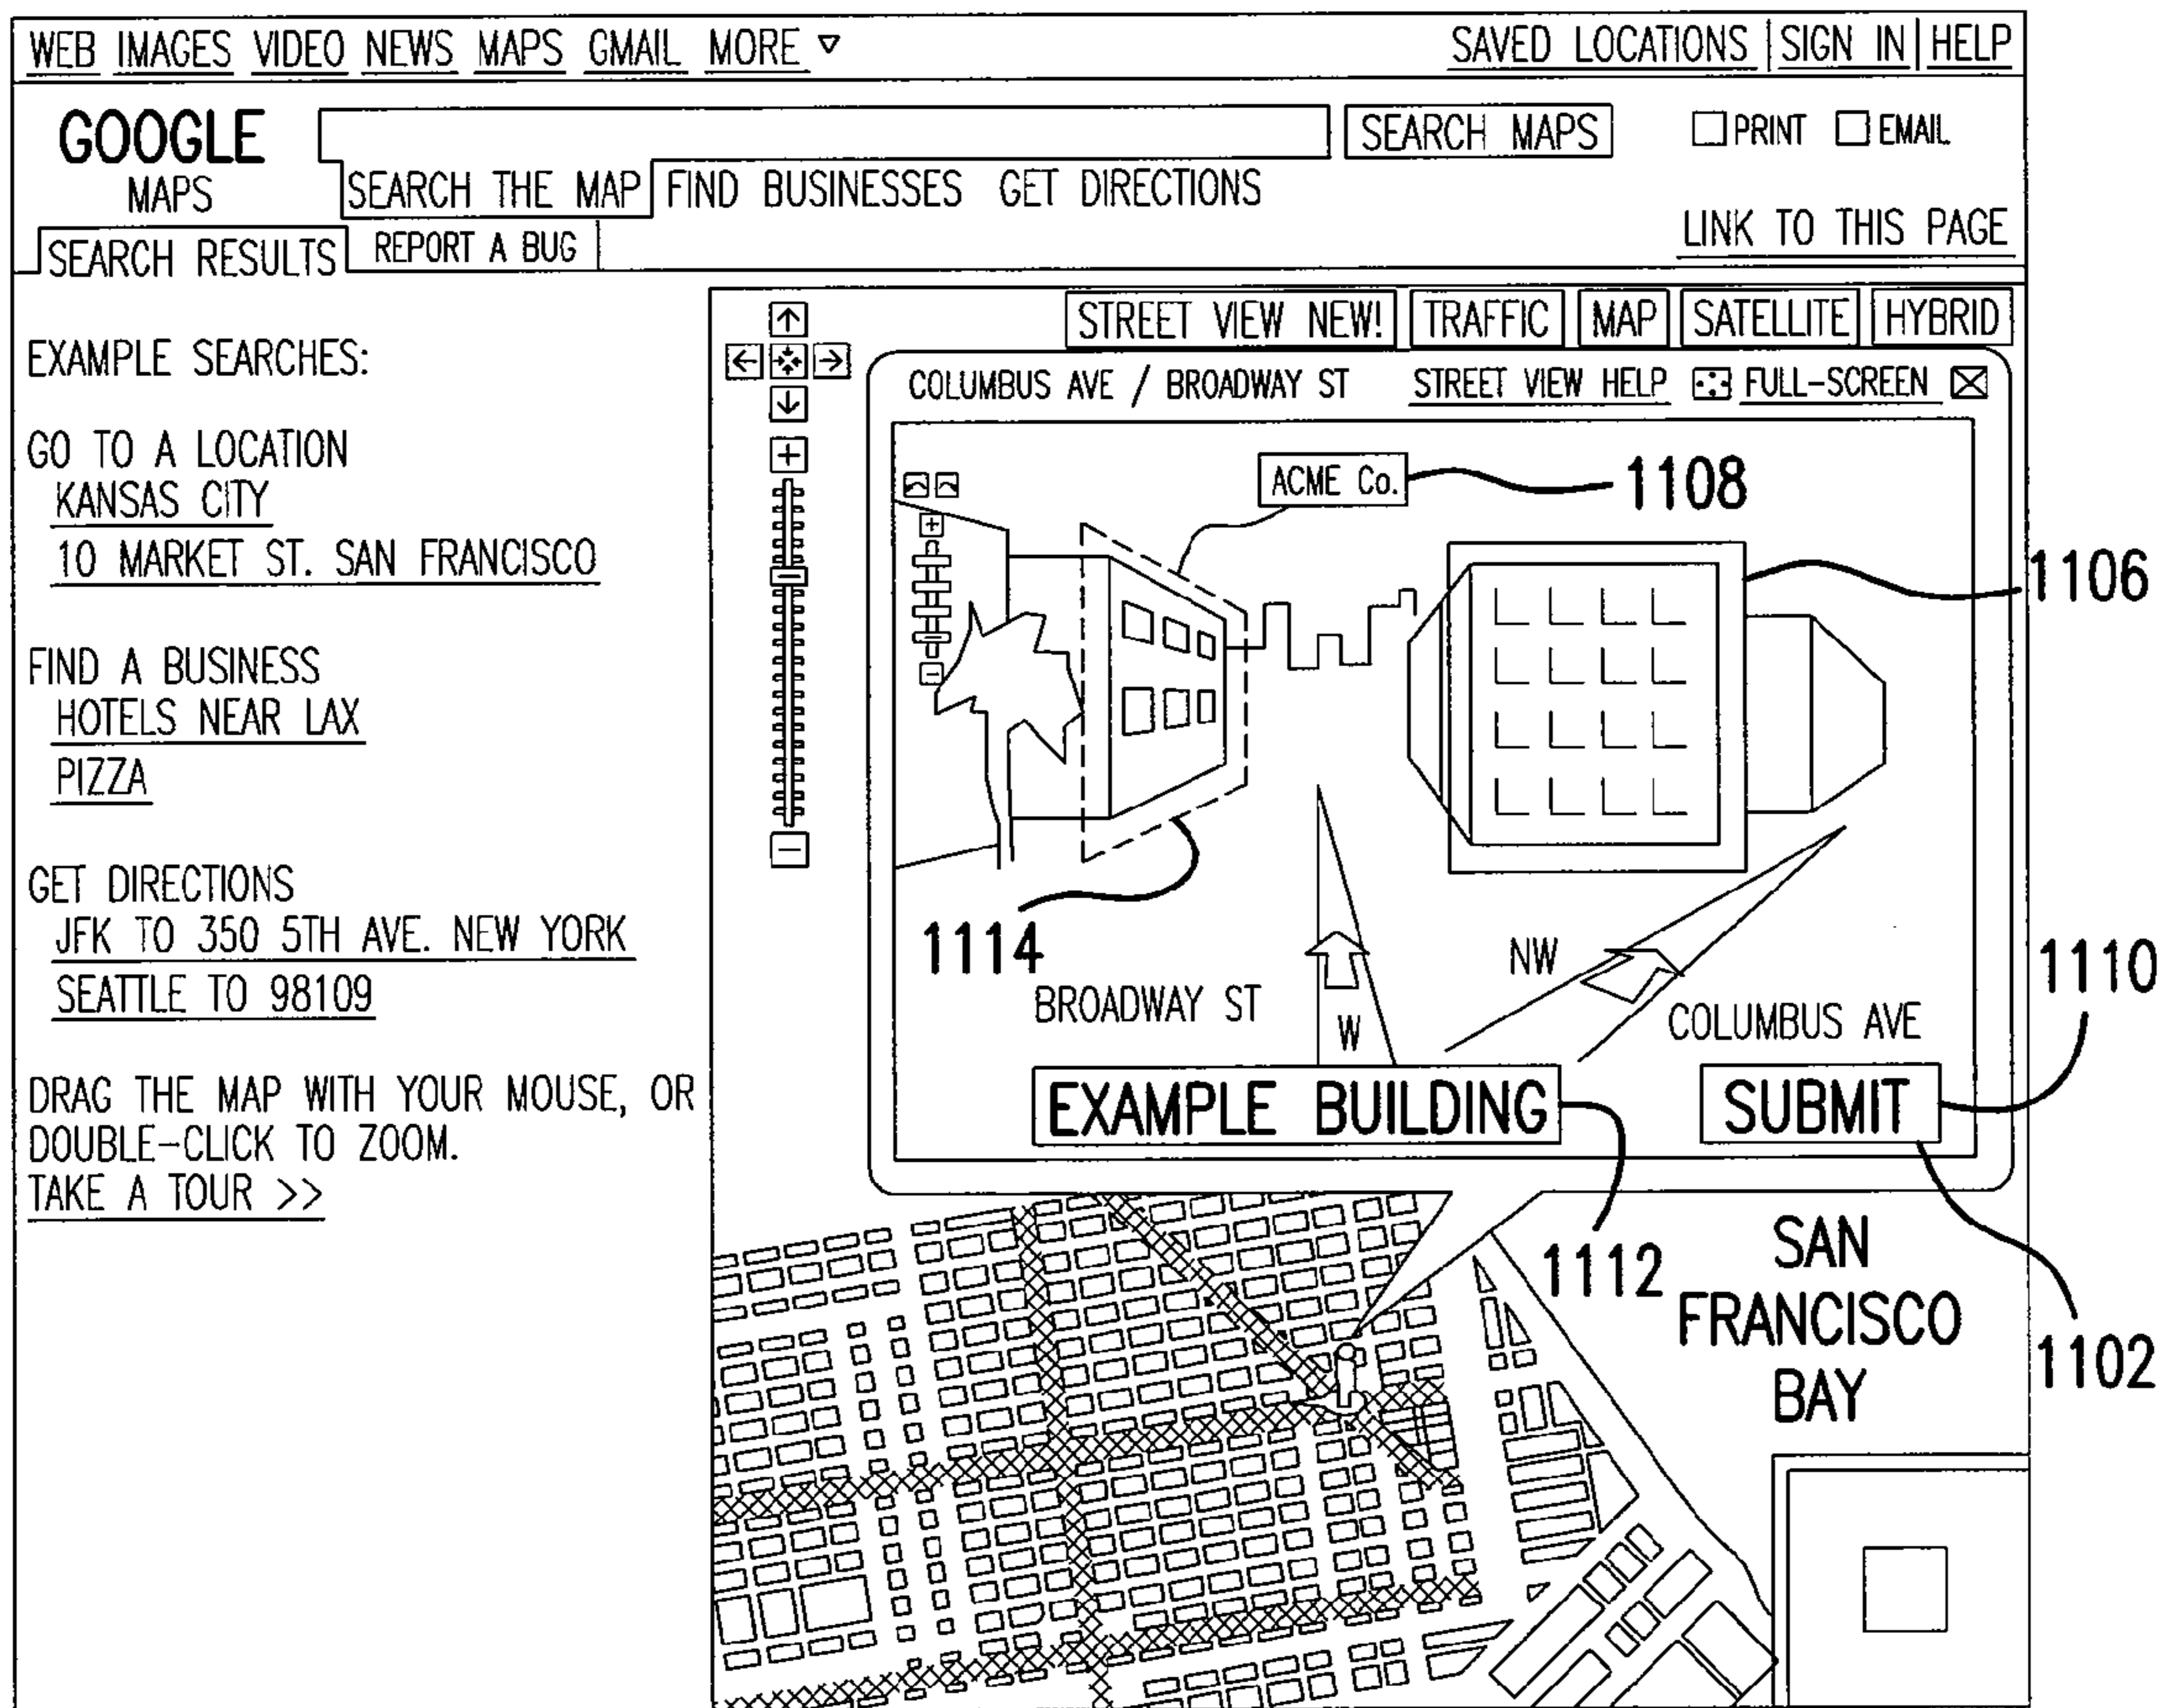 WEB IMAGES VIDEO NEWS MAPS GMAIL MORE SAVED LOCATIONS | SIGN IN | HELP
GOOGLE
MAPS
SEARCH MAPS
PRINT EMAIL
SEARCH THE MAP FIND BUSINESSES GET DIRECTIONS
LINK TO THIS PAGE
SEARCH RESULTS REPORT A BUG
EXAMPLE SEARCHES:
GO TO A LOCATION
KANSAS CITY
10 MARKET ST. SAN FRANCISCO
FIND A BUSINESS
HOTELS NEAR LAX
PIZZA
GET DIRECTIONS
JFK TO 350 5TH AVE. NEW YORK
SEATTLE TO 98109
DRAG THE MAP WITH YOUR MOUSE, OR
DOUBLE-CLICK TO ZOOM.
TAKE A TOUR >>
STREET VIEW NEW! TRAFFIC MAP SATELLITE HYBRID
COLUMBUS AVE / BROADWAY ST STREET VIEW HELP FULL-SCREEN
ACME Co.
1108
1106
1114
NW
1110
BROADWAY ST
W
COLUMBUS AVE
EXAMPLE BUILDING
SUBMIT
1112
SAN
FRANCISCO
BAY
1102